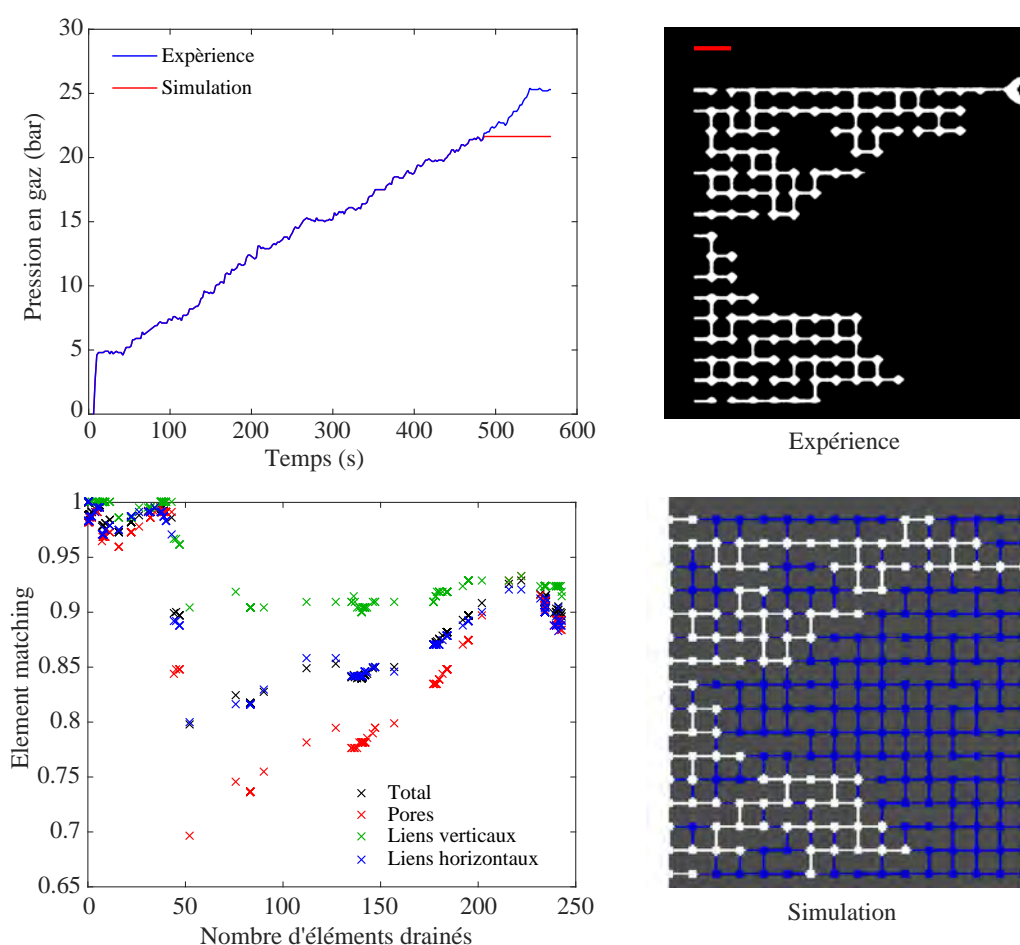 30
25
20
15
10
5
0
Pression en gaz (bar)
Expèrience
Simulation
0 100 200 300 400 500 600
Temps (s)
Expérience
1
0.95
0.9
0.85
0.8
0.75
0.7
0.65
Element matching
Total
Pores
Liens verticaux
Liens horizontaux
0 50 100 150 200 250
Nombre d'éléments drainés
Simulation